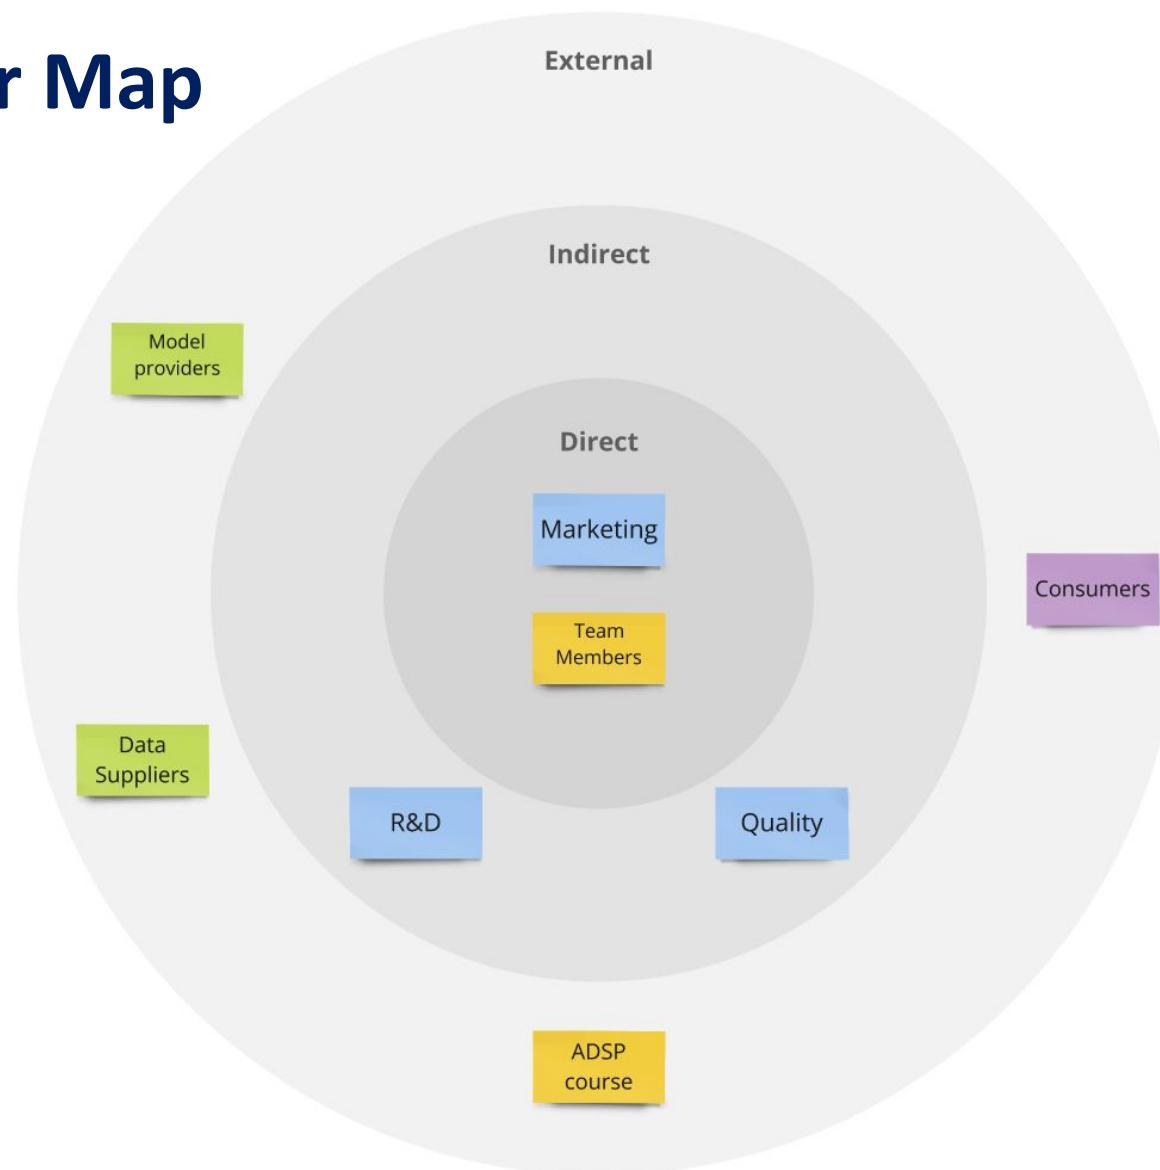 r Map
External
Indirect
Model
providers
Direct
Marketing
Consumers
Team
Members
Data
Suppliers
R&D
Quality
ADSP
course